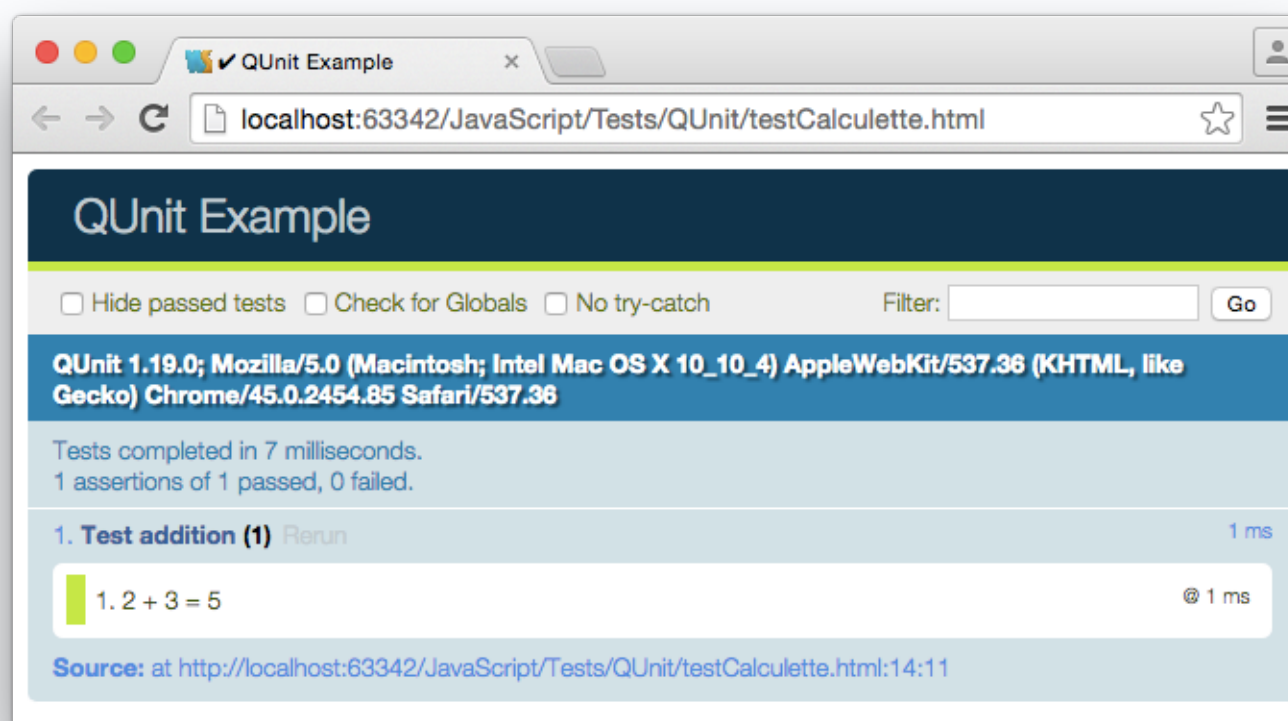 ✔ QUnit Example
localhost:63342/JavaScript/Tests/QUnit/testCalculette.html
QUnit Example
Hide passed tests Check for Globals No try-catch Filter: Go
QUnit 1.19.0; Mozilla/5.0 (Macintosh; Intel Mac OS X 10_10_4) AppleWebKit/537.36 (KHTML, like
Gecko) Chrome/45.0.2454.85 Safari/537.36
Tests completed in 7 milliseconds.
1 assertions of 1 passed, 0 failed.
1. Test addition (1) Rerun 1 ms
1. 2 + 3 = 5 @ 1 ms
Source: at http://localhost:63342/JavaScript/Tests/QUnit/testCalculette.html:14:11